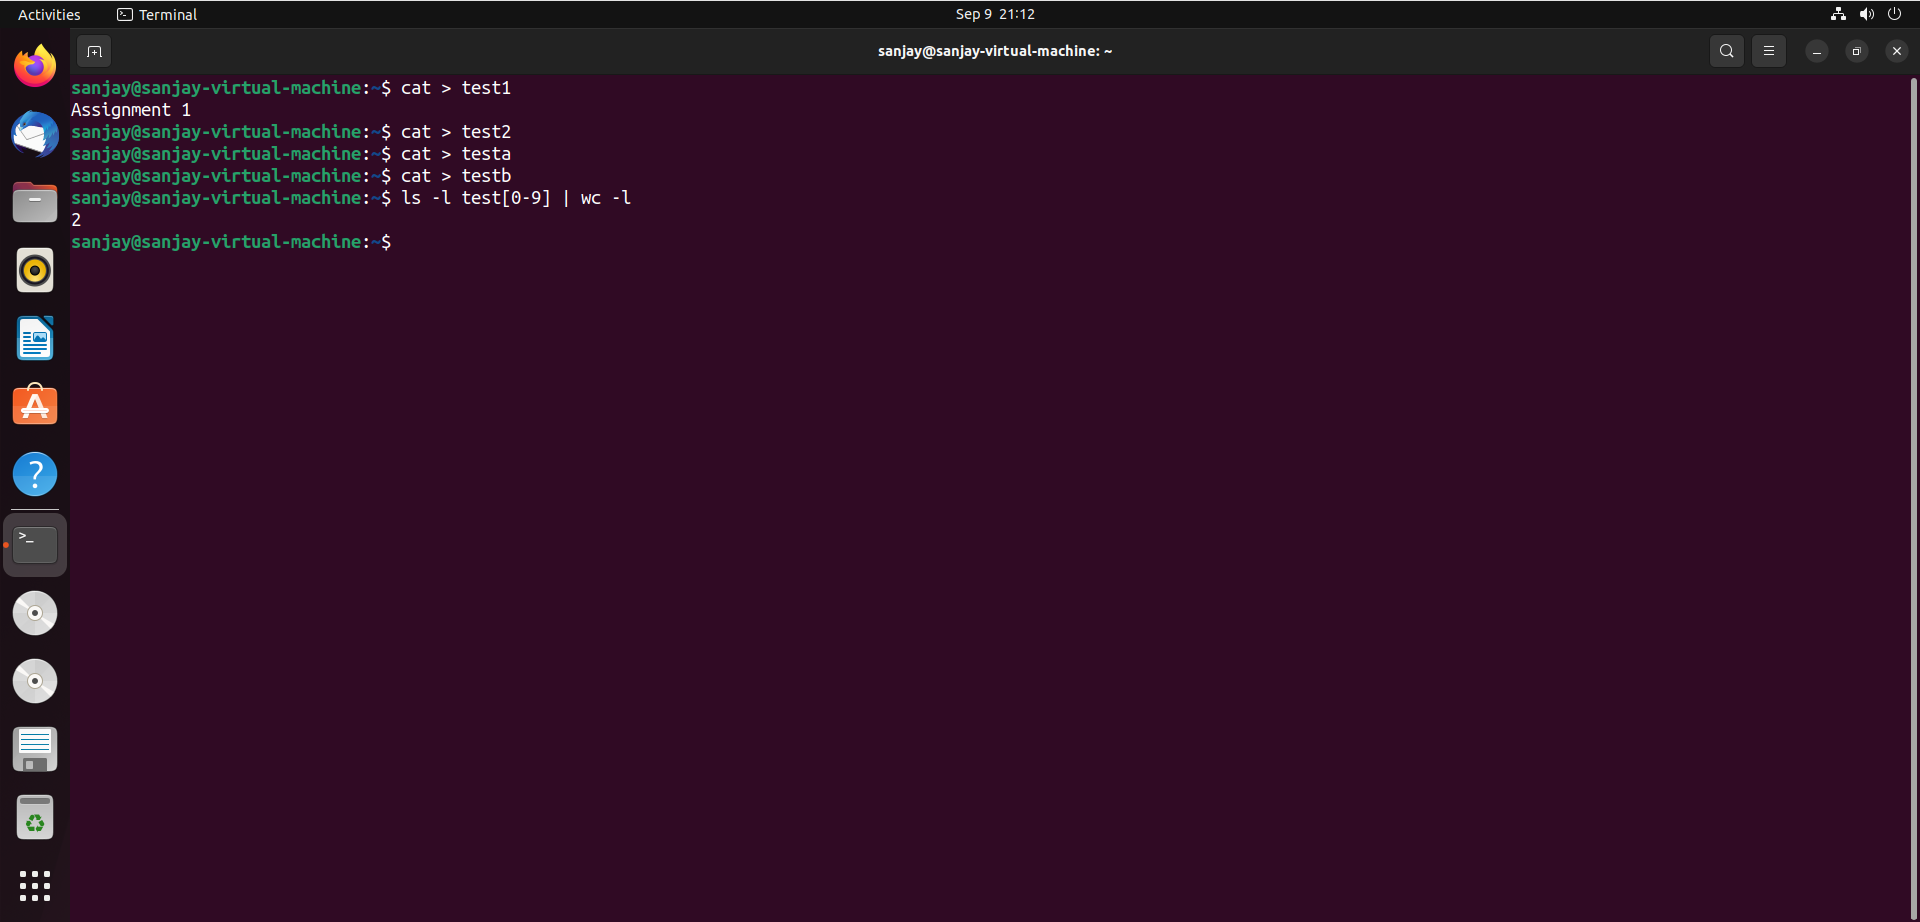 Activities Terminal Sep 9 21:12
sanjay@sanjay-virtual-machine: ~
sanjay@sanjay-virtual-machine:~$ cat > test1
Assignment 1
sanjay@sanjay-virtual-machine:~$ cat > test2
sanjay@sanjay-virtual-machine:~$ cat > testa
sanjay@sanjay-virtual-machine:~$ cat > testb
sanjay@sanjay-virtual-machine:~$ ls -l test[0-9] | wc -l
2
sanjay@sanjay-virtual-machine:~$